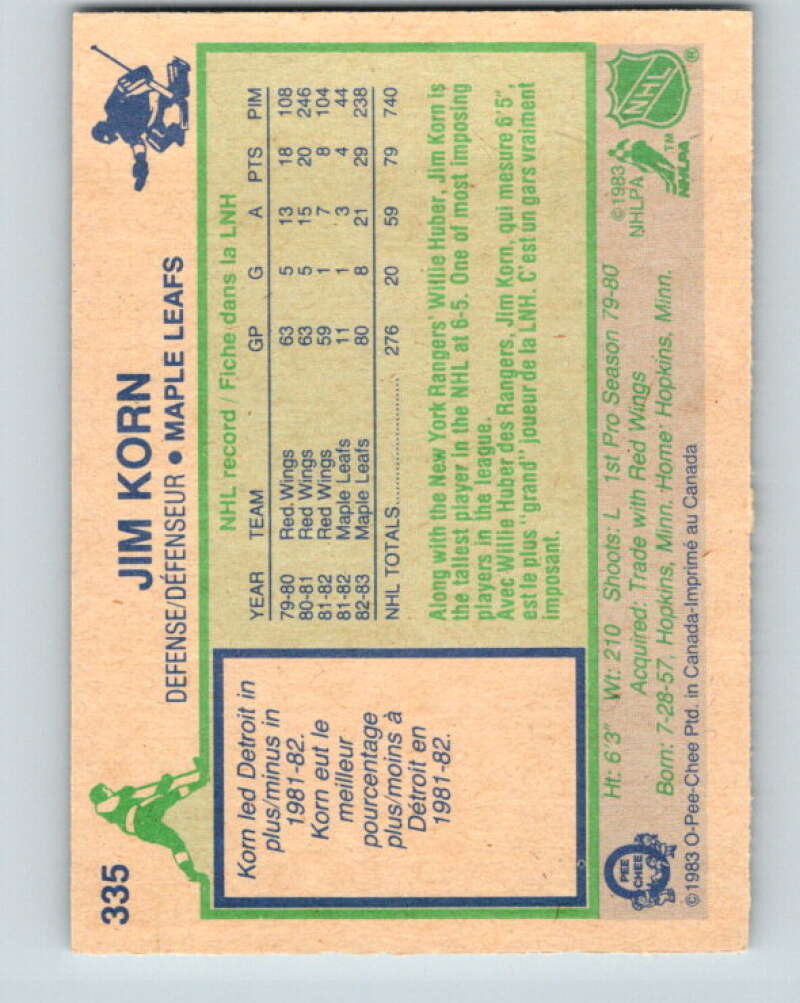 335
JIM KORN
DEFENSE/DÉFENSEUR • MAPLE LEAFS
NHL record / Fiche dans la LNH
YEAR TEAM GP G A PTS PIM
79-80 Red Wings 63 5 13 18 108
80-81 Red Wings 63 5 15 20 246
81-82 Red Wings 59 1 7 8 104
81-82 Maple Leafs 11 1 3 4 44
82-83 Maple Leafs 80 8 21 29 238
NHL TOTALS.................... 276 20 59 79 740
Along with the New York Rangers' Willie Huber, Jim Korn is
the tallest player in the NHL at 6-5. One of most imposing
players in the league.
Avec Willie Huber des Rangers, Jim Korn, qui mesure 6'5",
est le plus "grand" joueur de la LNH. C'est un gars vraiment
imposant.
Korn led Detroit in
plus/minus in
1981-82.
Korn eut le
meilleur
pourcentage
plus/moins à
Détroit en
1981-82.
Ht: 6'3" Wt: 210 Shoots: L 1st Pro Season 79-80
Acquired: Trade with Red Wings
Born: 7-28-57, Hopkins, Minn. Home: Hopkins, Minn.
©1983 O-Pee-Chee Ptd. in Canada-Imprimé au Canada
O
PEE
CHEE
©1983
NHLPA
NHL
®
NHLPA
TM